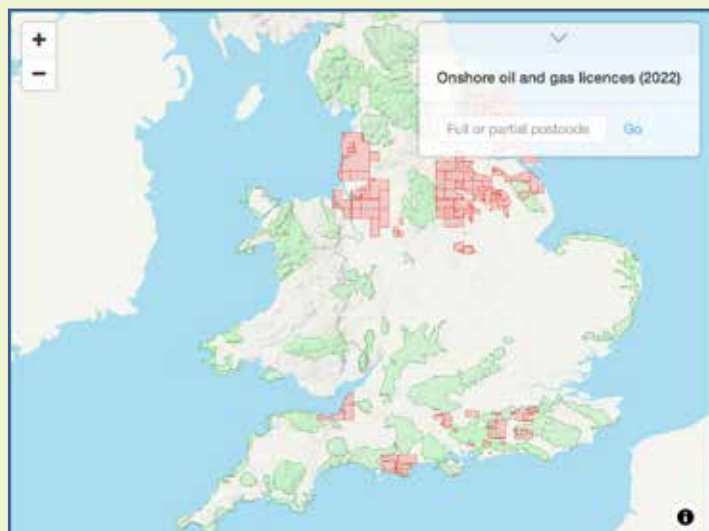 +
−
Onshore oil and gas licences (2022)
Full or partial postcode
Go
i